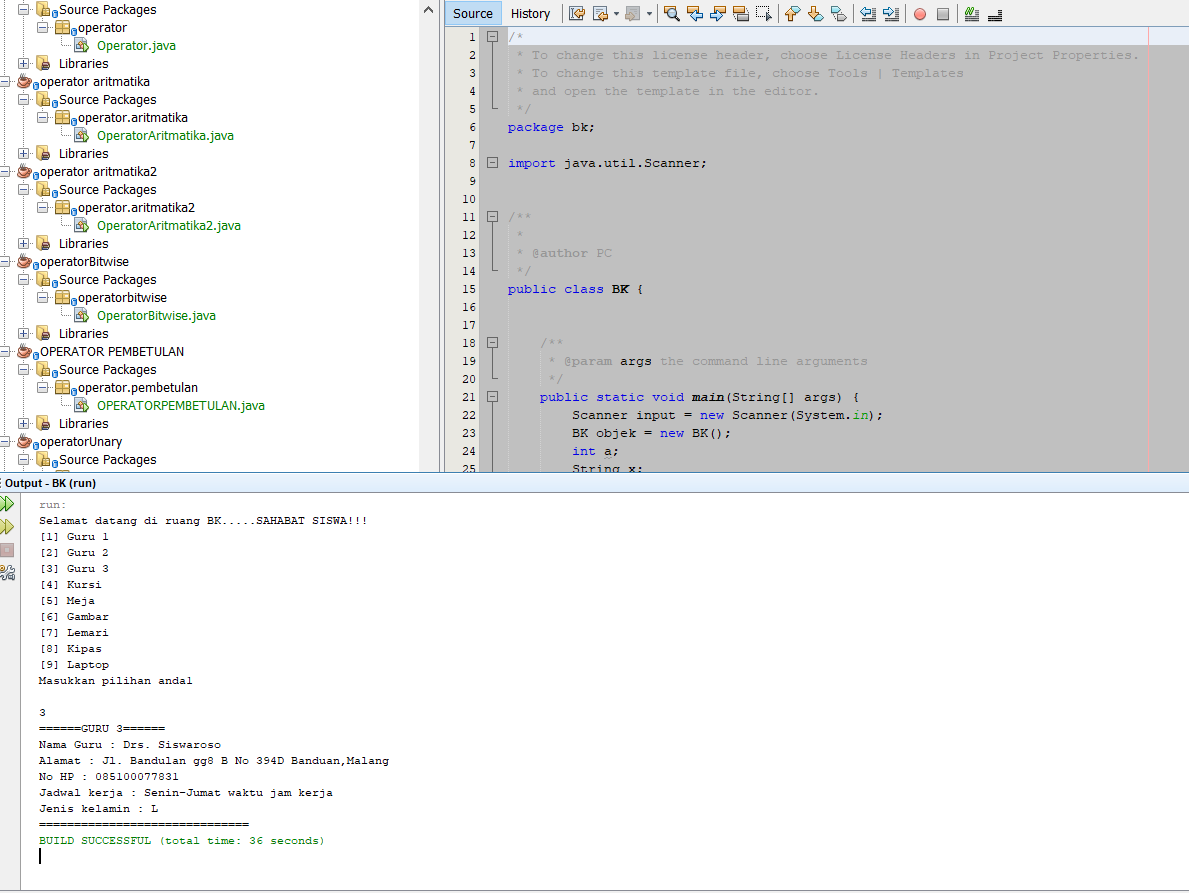 Source Packages
operator
Operator.java
Libraries
operator aritmatika
Source Packages
operator.aritmatika
OperatorAritmatika.java
Libraries
operator aritmatika2
Source Packages
operator.aritmatika2
OperatorAritmatika2.java
Libraries
operatorBitwise
Source Packages
operatorbitwise
OperatorBitwise.java
Libraries
OPERATOR PEMBETULAN
Source Packages
operator.pembetulan
OPERATORPEMBETULAN.java
Libraries
operatorUnary
Source Packages
Source History
1 /*
2 * To change this license header, choose License Headers in Project Properties.
3 * To change this template file, choose Tools | Templates
4 * and open the template in the editor.
5 */
6 package bk;
7
8 import java.util.Scanner;
9
10
11 /**
12 *
13 * @author PC
14 */
15 public class BK {
16
17
18 /**
19 * @param args the command line arguments
20 */
21 public static void main(String[] args) {
22 Scanner input = new Scanner(System.in);
23 BK objek = new BK();
24 int a;
25 String x;
Output - BK (run)
run:
Selamat datang di ruang BK.....SAHABAT SISWA!!!
[1] Guru 1
[2] Guru 2
[3] Guru 3
[4] Kursi
[5] Meja
[6] Gambar
[7] Lemari
[8] Kipas
[9] Laptop
Masukkan pilihan anda1
3
======GURU 3======
Nama Guru : Drs. Siswaroso
Alamat : Jl. Bandulan gg8 B No 394D Banduan,Malang
No HP : 085100077831
Jadwal kerja : Senin-Jumat waktu jam kerja
Jenis kelamin : L
==============================
BUILD SUCCESSFUL (total time: 36 seconds)